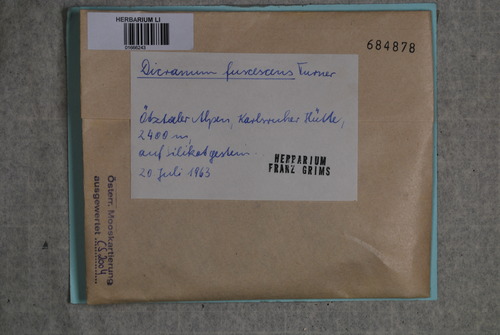 HERBARIUM LI
01666243
684878
Dicranum fuscescens Turner
Ötztaler Alpen, Karlsruher Hütte,
2400 m,
auf Silikatgestein.
20 Juli 1963
HERBARIUM
FRANZ GRIMS
Österr. Mooskartierung
ausgewertet